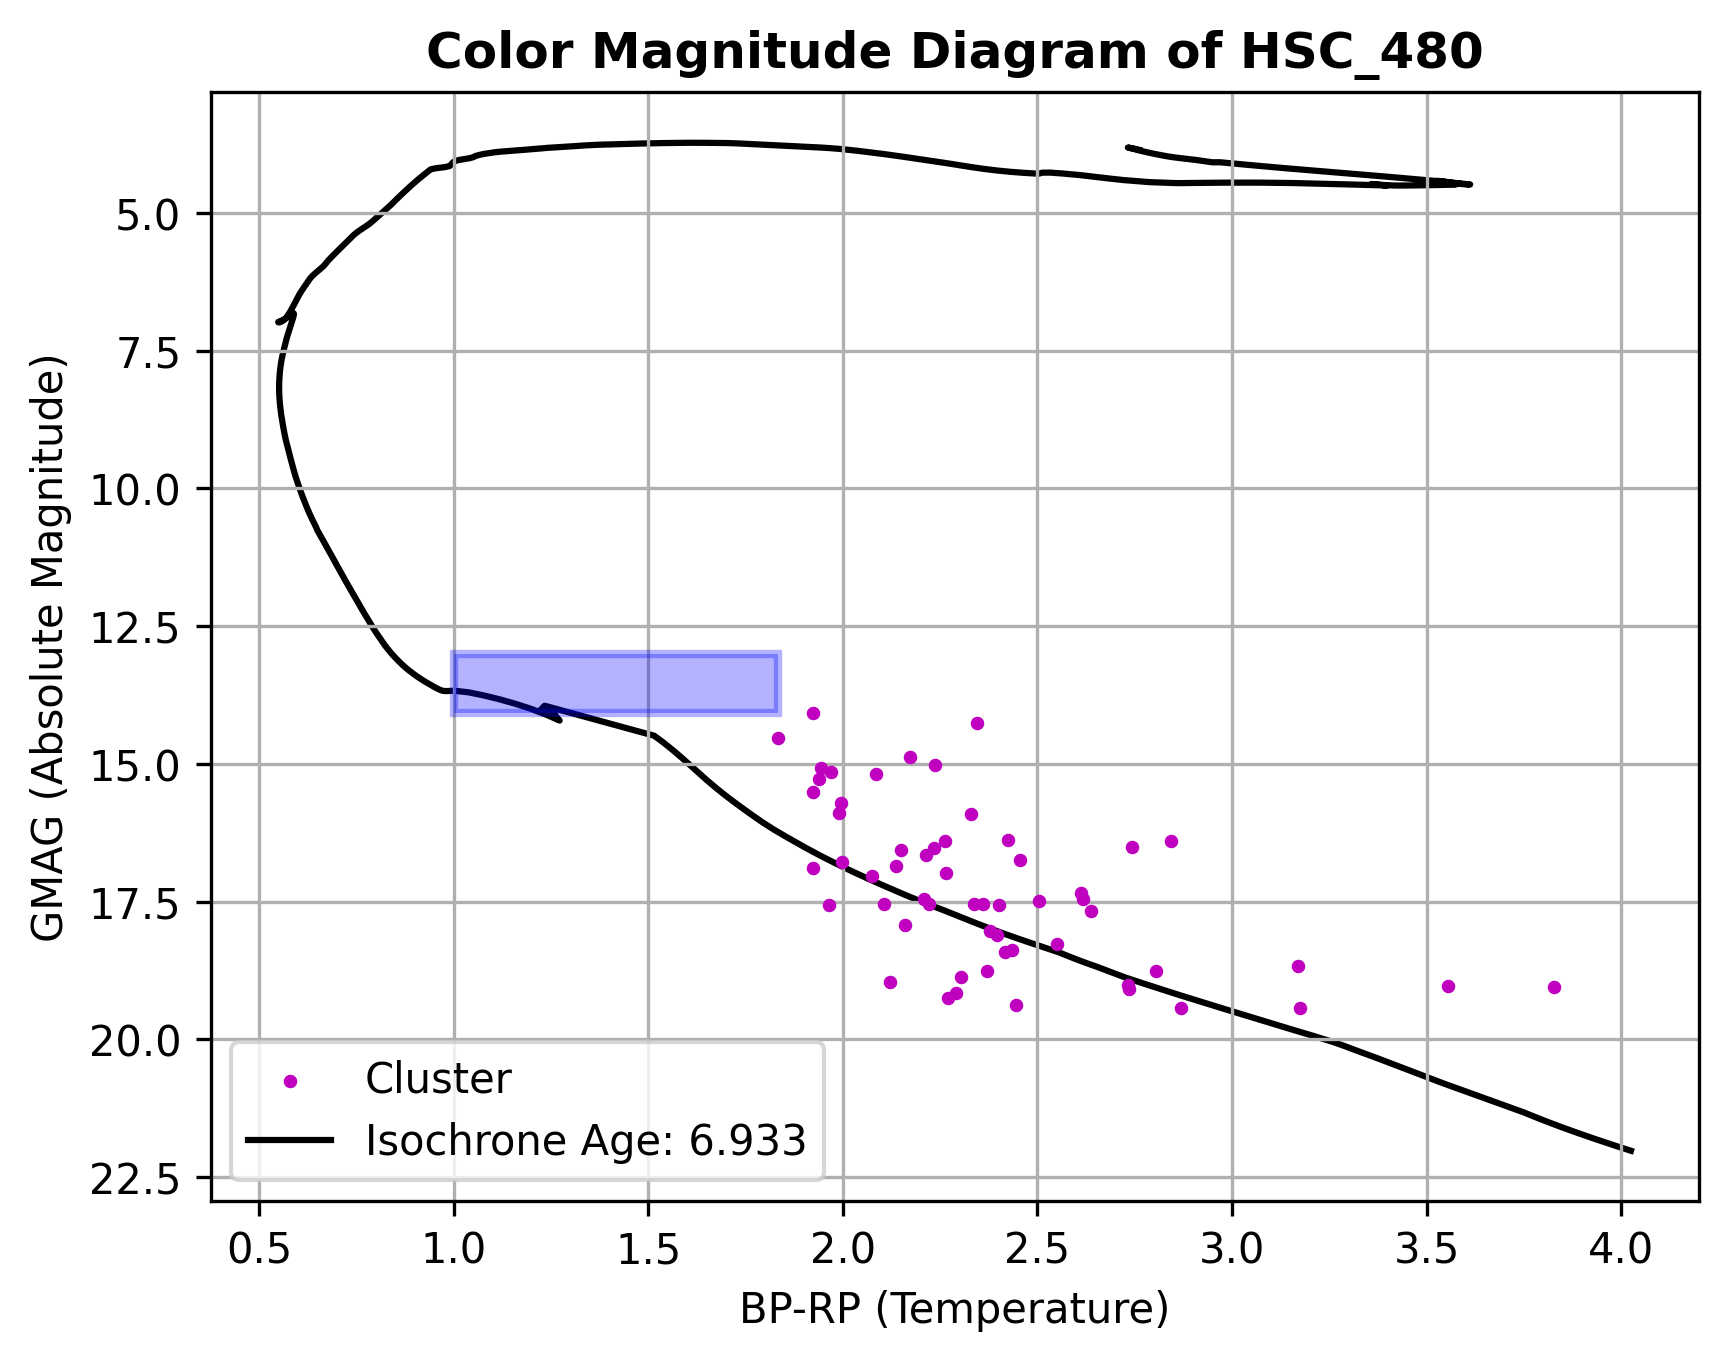 Color Magnitude Diagram of HSC_480
GMAG (Absolute Magnitude)
5.0
7.5
10.0
12.5
15.0
17.5
20.0
22.5
Cluster
Isochrone Age: 6.933
0.5 1.0 1.5 2.0 2.5 3.0 3.5 4.0
BP-RP (Temperature)